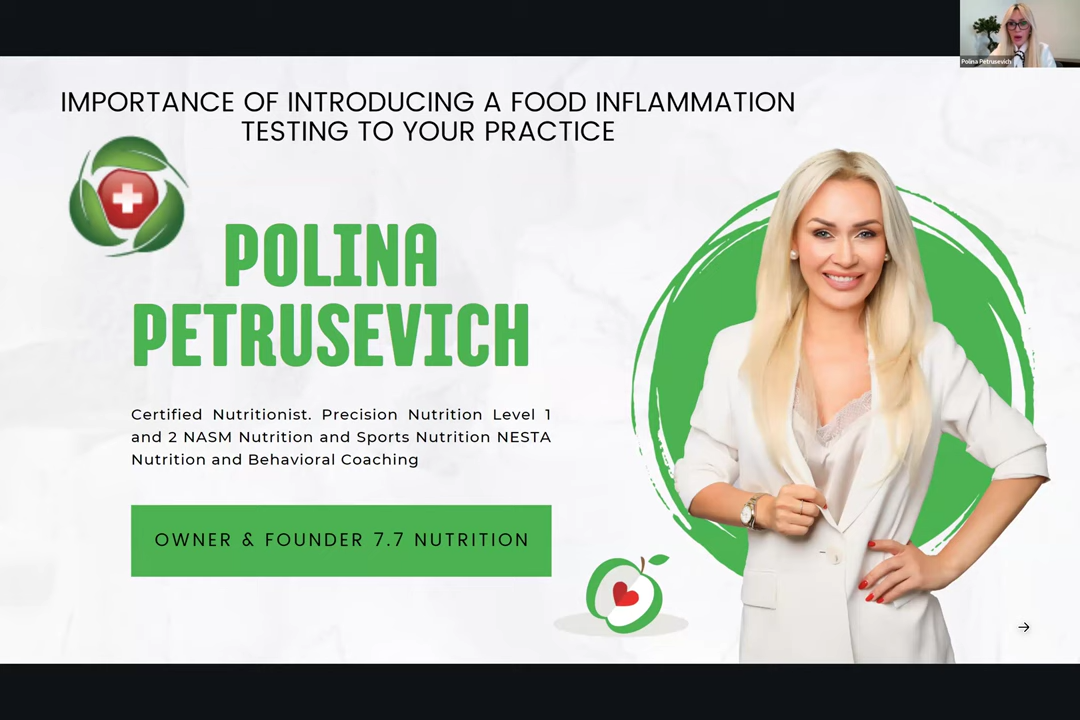 Polina Petrusevich
IMPORTANCE OF INTRODUCING A FOOD INFLAMMATION
TESTING TO YOUR PRACTICE
POLINA
PETRUSEVICH
Certified Nutritionist. Precision Nutrition Level 1
and 2 NASM Nutrition and Sports Nutrition NESTA
Nutrition and Behavioral Coaching
OWNER & FOUNDER 7.7 NUTRITION